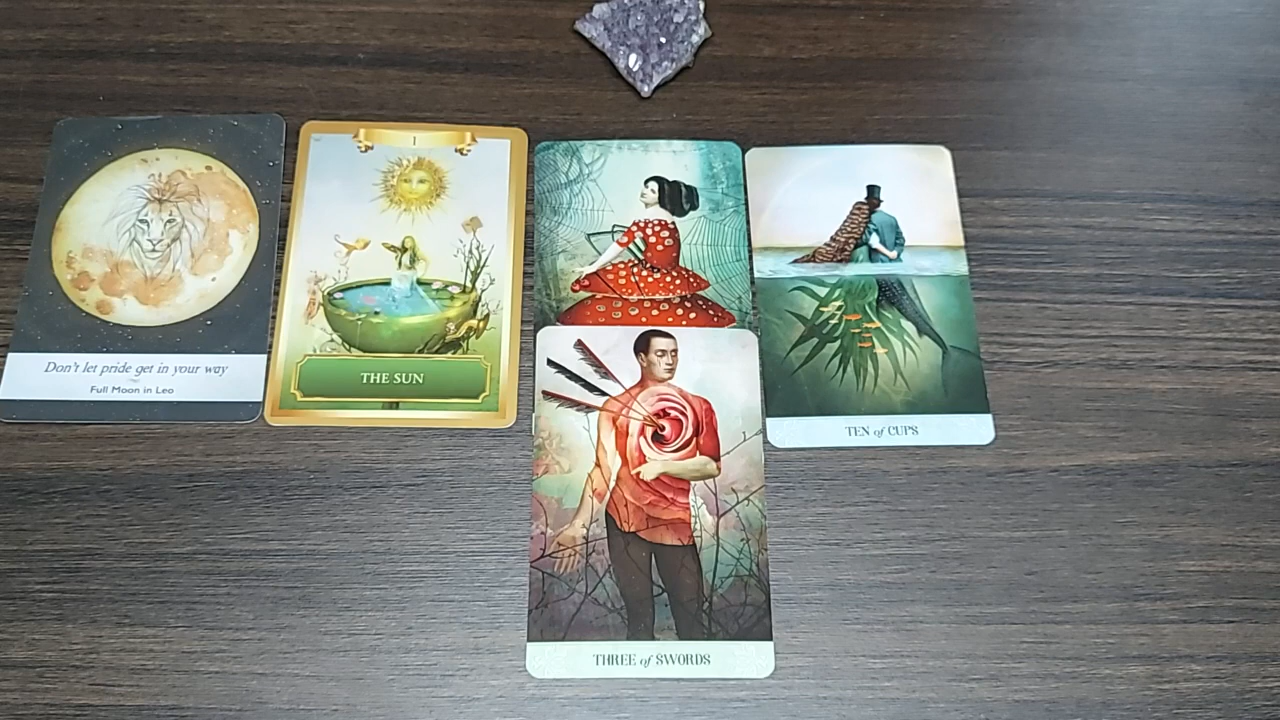 Don't let pride get in your way
Full Moon in Leo
I
THE SUN
TEN of CUPS
THREE of SWORDS